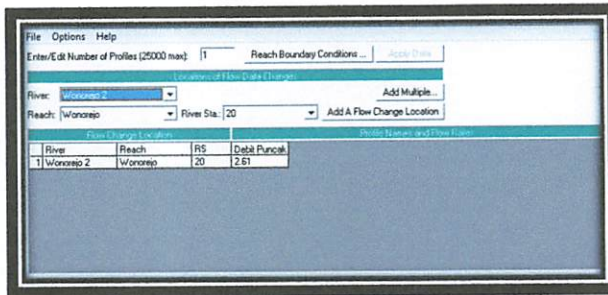 File Options Help
Enter/Edit Number of Profiles (25000 max): 1 Reach Boundary Conditions ... Apply Data
Locations of Flow Data Changes
River: Wonorejo 2 Add Multiple...
Reach: Wonorejo River Sta.: 20 Add A Flow Change Location
Flow Change Location Profile Names and Flow Rates
River Reach RS Debit Puncak
1 Wonorejo 2 Wonorejo 20 2.61